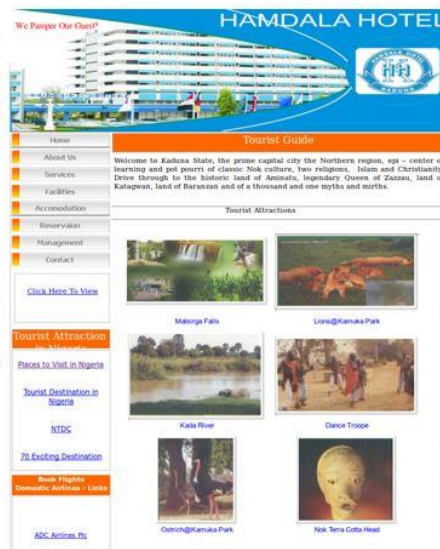 We Pamper Our Guest
HAMDALA HOTEL
KADUNA
Home
About Us
Services
Facilities
Accomodation
Reservaion
Management
Contact
Click Here To View
Tourist Attraction
in Nigeria
Places to Visit in Nigeria
Tourist Destination in
Nigeria
NTDC
70 Exciting Destination
Book Flights
Domestic Airlines - Links
ADC Airlines Plc
Tourist Guide
Welcome to Kaduna State, the prime capital city the Northern region, epi – center o
learning and pot pourri of classic Nok culture, two religions, Islam and Christianity
Drive through to the historic land of Aminatu, legendary Queen of Zazzau, land o
Katagwan, land of Baranzan and of a thousand and one myths and mirths.
Tourist Attractions
Matsirga Falls
Lions@Kamuka Park
Kada River
Dance Troope
Ostrich@Kamuka Park
Nok Terra Cotta Head